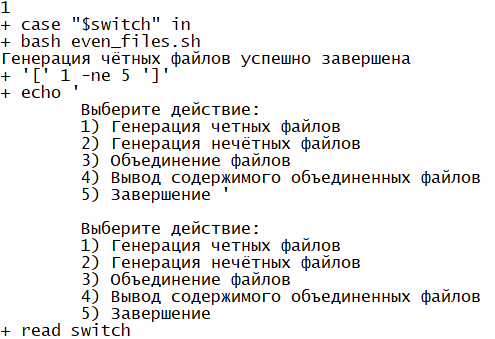 1
+ case "$switch" in
+ bash even_files.sh
Генерация чётных файлов успешно завершена
+ '[' 1 -ne 5 ']'
+ echo '
Выберите действие:
1) Генерация четных файлов
2) Генерация нечётных файлов
3) Объединение файлов
4) Вывод содержимого объединенных файлов
5) Завершение '
Выберите действие:
1) Генерация четных файлов
2) Генерация нечётных файлов
3) Объединение файлов
4) Вывод содержимого объединенных файлов
5) Завершение
+ read switch